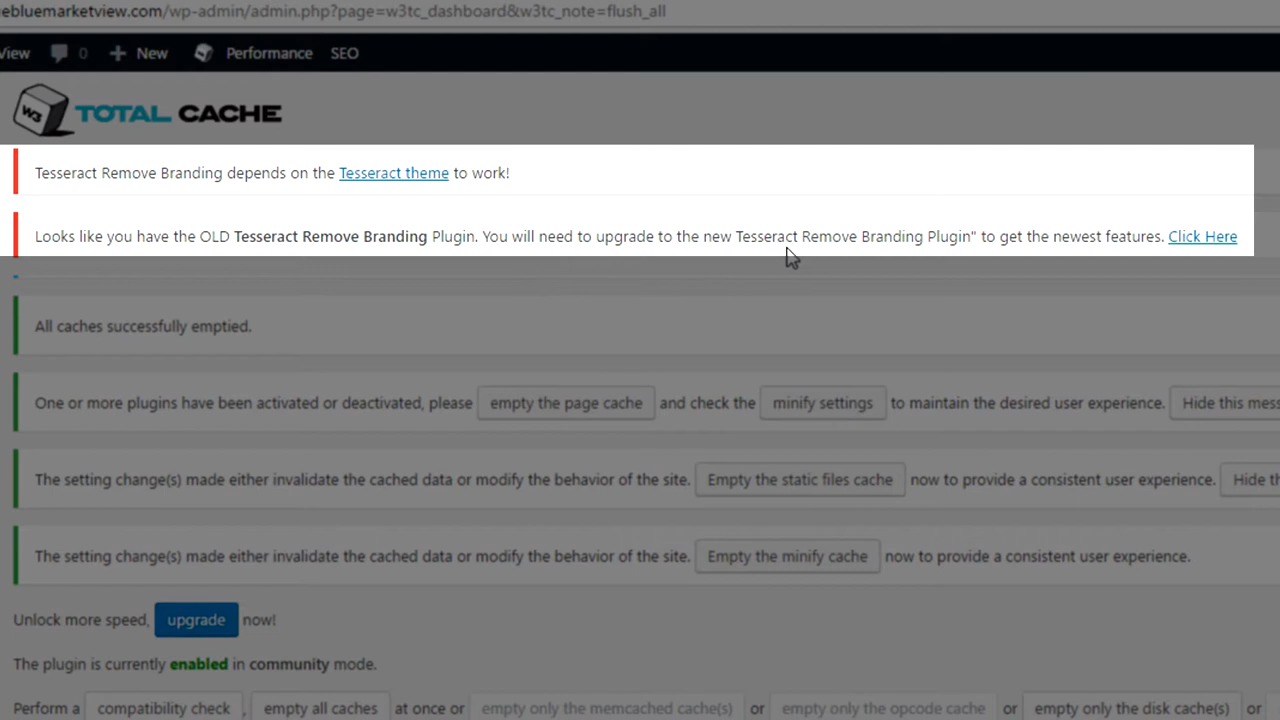 ebluemarketview.com/wp-admin/admin.php?page=w3tc_dashboard&w3tc_note=flush_all
View 0 New Performance SEO
W3 TOTAL CACHE
Tesseract Remove Branding depends on the Tesseract theme to work!
Looks like you have the OLD Tesseract Remove Branding Plugin. You will need to upgrade to the new Tesseract Remove Branding Plugin" to get the newest features. Click Here
All caches successfully emptied.
One or more plugins have been activated or deactivated, please empty the page cache and check the minify settings to maintain the desired user experience. Hide this mess
The setting change(s) made either invalidate the cached data or modify the behavior of the site. Empty the static files cache now to provide a consistent user experience. Hide th
The setting change(s) made either invalidate the cached data or modify the behavior of the site. Empty the minify cache now to provide a consistent user experience.
Unlock more speed, upgrade now!
The plugin is currently enabled in community mode.
Perform a compatibility check , empty all caches at once or empty only the memcached cache(s) or empty only the opcode cache or empty only the disk cache(s) or